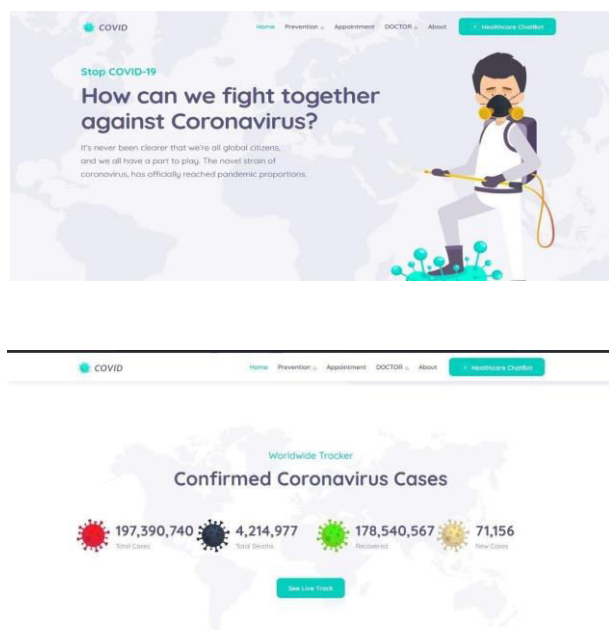 COVID Home Prevention Appointment DOCTOR About Healthcare ChatBot
Stop COVID-19
How can we fight together
against Coronavirus?
It's never been clearer that we're all global citizens,
and we all have a part to play. The novel strain of
coronavirus, has officially reached pandemic proportions.
COVID Home Prevention Appointment DOCTOR About Healthcare ChatBot
Worldwide Tracker
Confirmed Coronavirus Cases
197,390,740 4,214,977 178,540,567 71,156
Total Cases Total Deaths Recovered New Cases
See Live Track